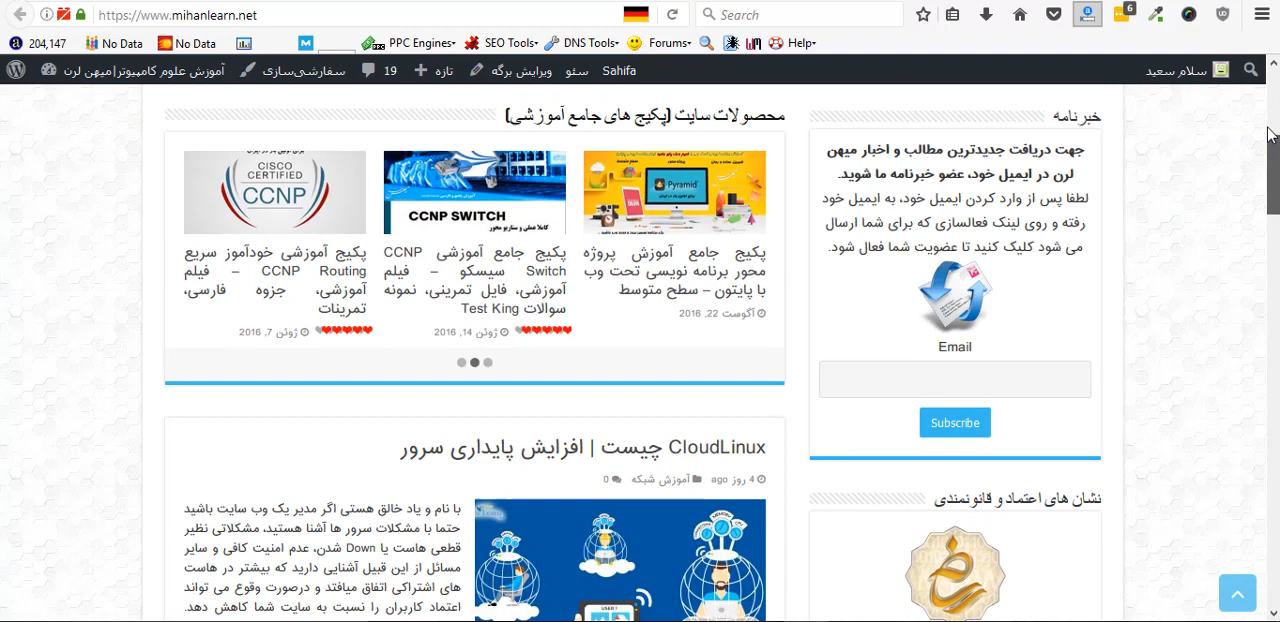 https://www.mihanlearn.net
Search
6
204,147
No Data
No Data
PPC Engines
SEO Tools
DNS Tools
Forums
Help
آموزش علوم کامپیوتر|میهن لرن
سفارشی‌سازی
19
تازه
ویرایش برگه
سئو
Sahifa
سلام سعید
محصولات سایت (پکیج های جامع آموزشی)
CISCO
CERTIFIED
CCNP
پکیج آموزشی خودآموز سریع
CCNP Routing – فیلم
آموزشی، جزوه فارسی،
تمرینات
ژوئن 7, 2016
CCNP SWITCH
پکیج جامع آموزشی CCNP
Switch سیسکو – فیلم
آموزشی، فایل تمرینی، نمونه
سوالات Test King
ژوئن 14, 2016
Pyramid
پکیج جامع آموزش پروژه
محور برنامه نویسی تحت وب
با پایتون – سطح متوسط
آگوست 22, 2016
CloudLinux چیست | افزایش پایداری سرور
4 روز ago
آموزش شبکه
0
با نام و یاد خالق هستی اگر مدیر یک وب سایت باشید
حتما با مشکلات سرور ها آشنا هستید، مشکلاتی نظیر
قطعی هاست یا Down شدن، عدم امنیت کافی و سایر
مسائل از این قبیل آشنایی دارید که بیشتر در هاست
های اشتراکی اتفاق میافتد و درصورت وقوع می تواند
اعتماد کاربران را نسبت به سایت شما کاهش دهد.
خبرنامه
جهت دریافت جدیدترین مطالب و اخبار میهن
لرن در ایمیل خود، عضو خبرنامه ما شوید.
لطفا پس از وارد کردن ایمیل خود، به ایمیل خود
رفته و روی لینک فعالسازی که برای شما ارسال
می شود کلیک کنید تا عضویت شما فعال شود.
Email
Subscribe
نشان های اعتماد و قانونمندی